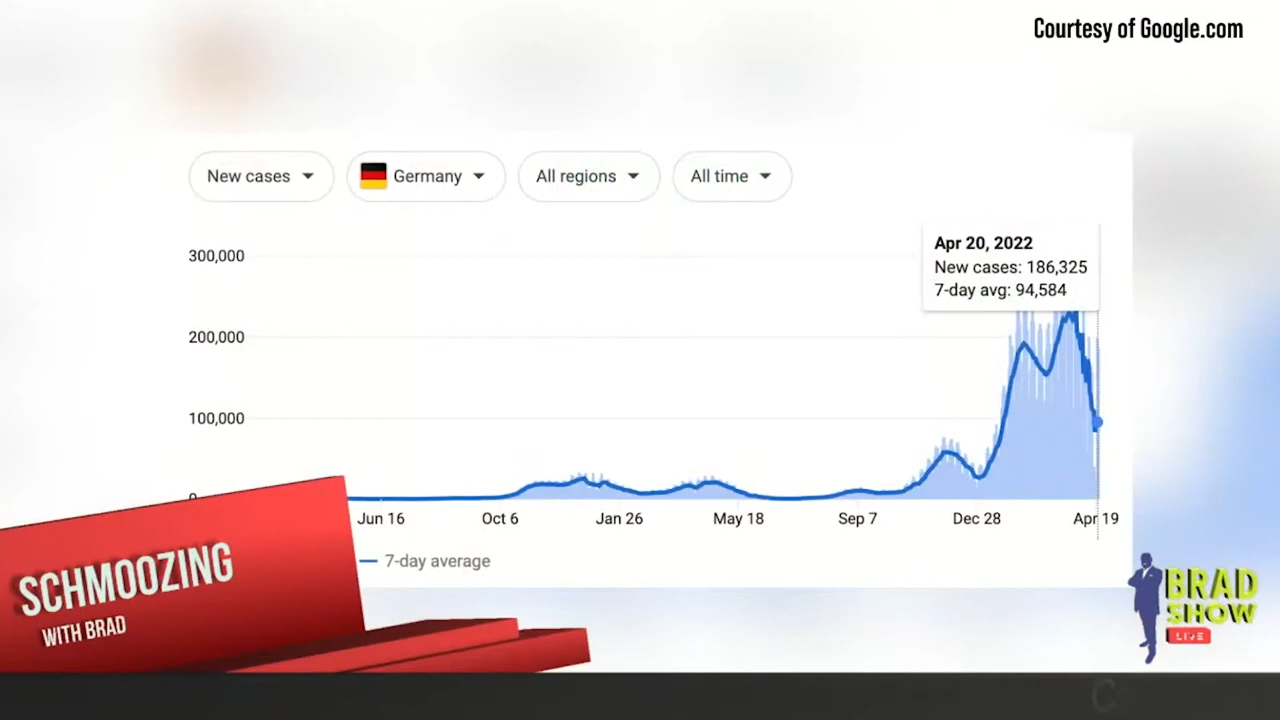 Courtesy of Google.com
New cases
Germany
All regions
All time
Apr 20, 2022
New cases: 186,325
7-day avg: 94,584
300,000
200,000
100,000
0
Jun 16
Oct 6
Jan 26
May 18
Sep 7
Dec 28
Apr 19
7-day average
SCHMOOZING
WITH BRAD
BRAD
SHOW
LIVE